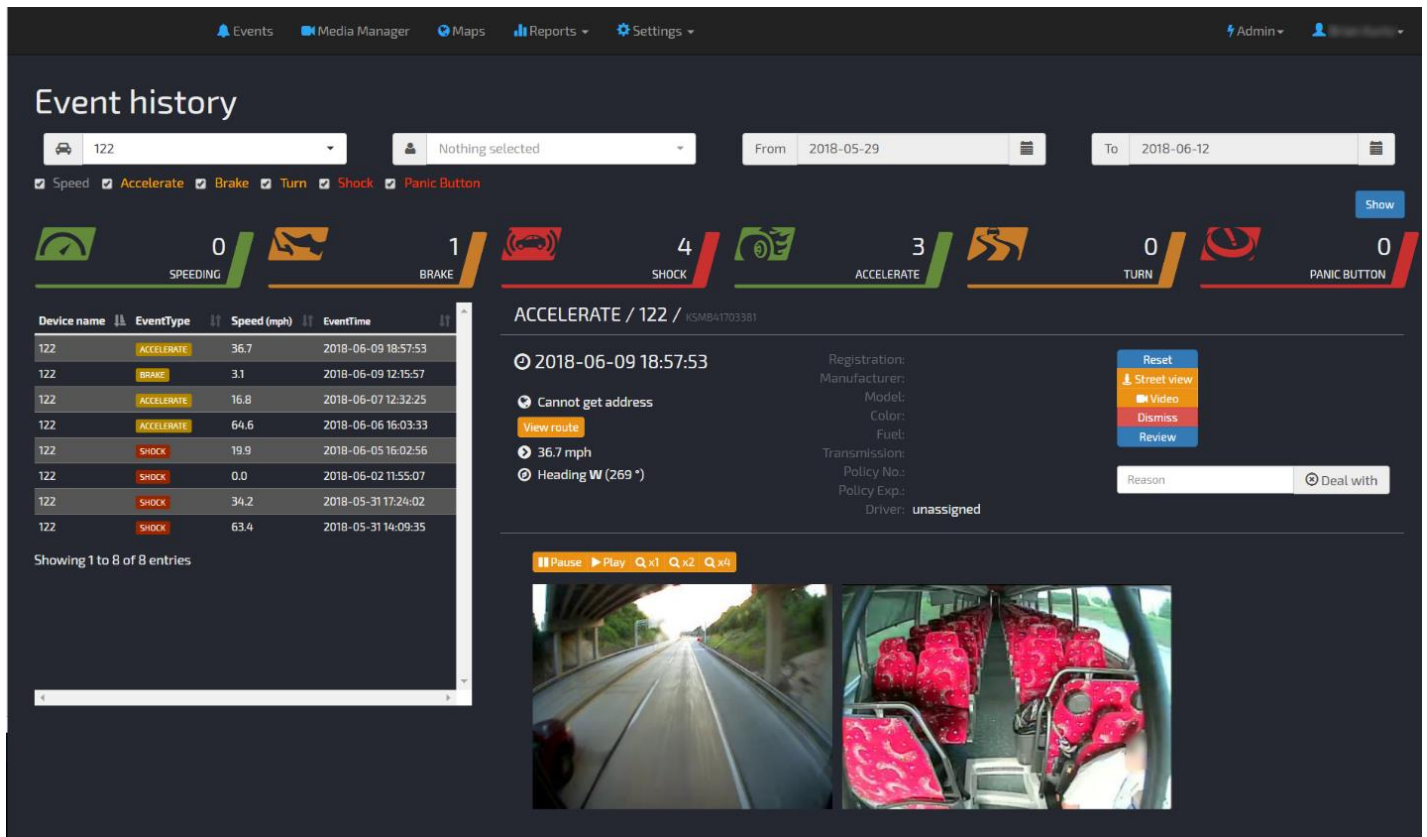 Events Media Manager Maps Reports Settings Admin
Event history
122 Nothing selected From 2018-05-29 To 2018-06-12
Speed Accelerate Brake Turn Shock Panic Button
Show
0 1 4 3 0 0
SPEEDING BRAKE SHOCK ACCELERATE TURN PANIC BUTTON
Device name EventType Speed (mph) EventTime
122 ACCELERATE 36.7 2018-06-09 18:57:53
122 BRAKE 3.1 2018-06-09 12:15:57
122 ACCELERATE 16.8 2018-06-07 12:32:25
122 ACCELERATE 64.6 2018-06-06 16:03:33
122 SHOCK 19.9 2018-06-05 16:02:56
122 SHOCK 0.0 2018-06-02 11:55:07
122 SHOCK 34.2 2018-05-31 17:24:02
122 SHOCK 63.4 2018-05-31 14:09:35
Showing 1 to 8 of 8 entries
ACCELERATE / 122 / KSMB41703381
2018-06-09 18:57:53
Cannot get address
View route
36.7 mph
Heading W (269 °)
Registration:
Manufacturer:
Model:
Color:
Fuel:
Transmission:
Policy No.:
Policy Exp.:
Driver: unassigned
Reset
Street view
Video
Dismiss
Review
Reason Deal with
Pause Play x1 x2 x4